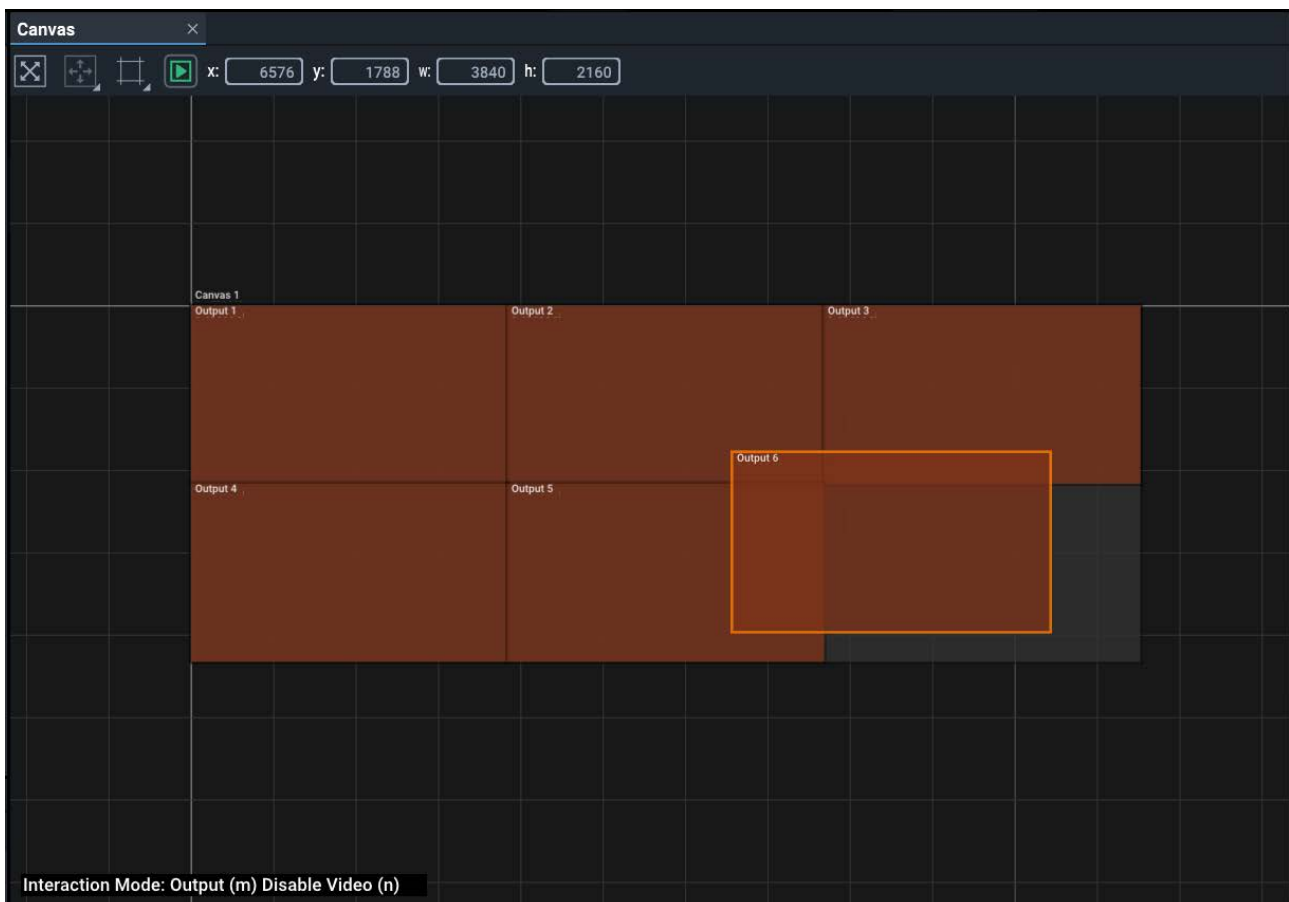 Canvas ×
x: 6576 y: 1788 w: 3840 h: 2160
Canvas 1
Output 1 Output 2 Output 3
Output 6
Output 4 Output 5
Interaction Mode: Output (m) Disable Video (n)